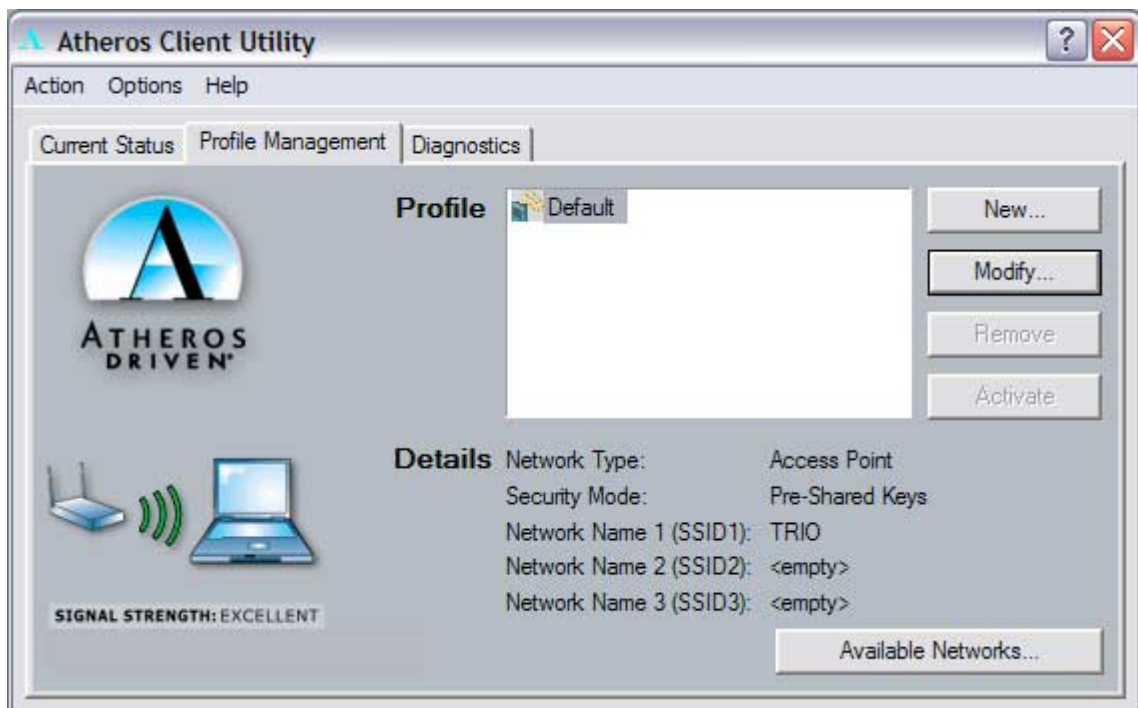 Atheros Client Utility
Action Options Help
Current Status Profile Management Diagnostics
Profile
Default
New...
Modify...
Remove
Activate
ATHEROS
DRIVEN®
Details
Network Type: Access Point
Security Mode: Pre-Shared Keys
Network Name 1 (SSID1): TRIO
Network Name 2 (SSID2): <empty>
Network Name 3 (SSID3): <empty>
SIGNAL STRENGTH: EXCELLENT
Available Networks...